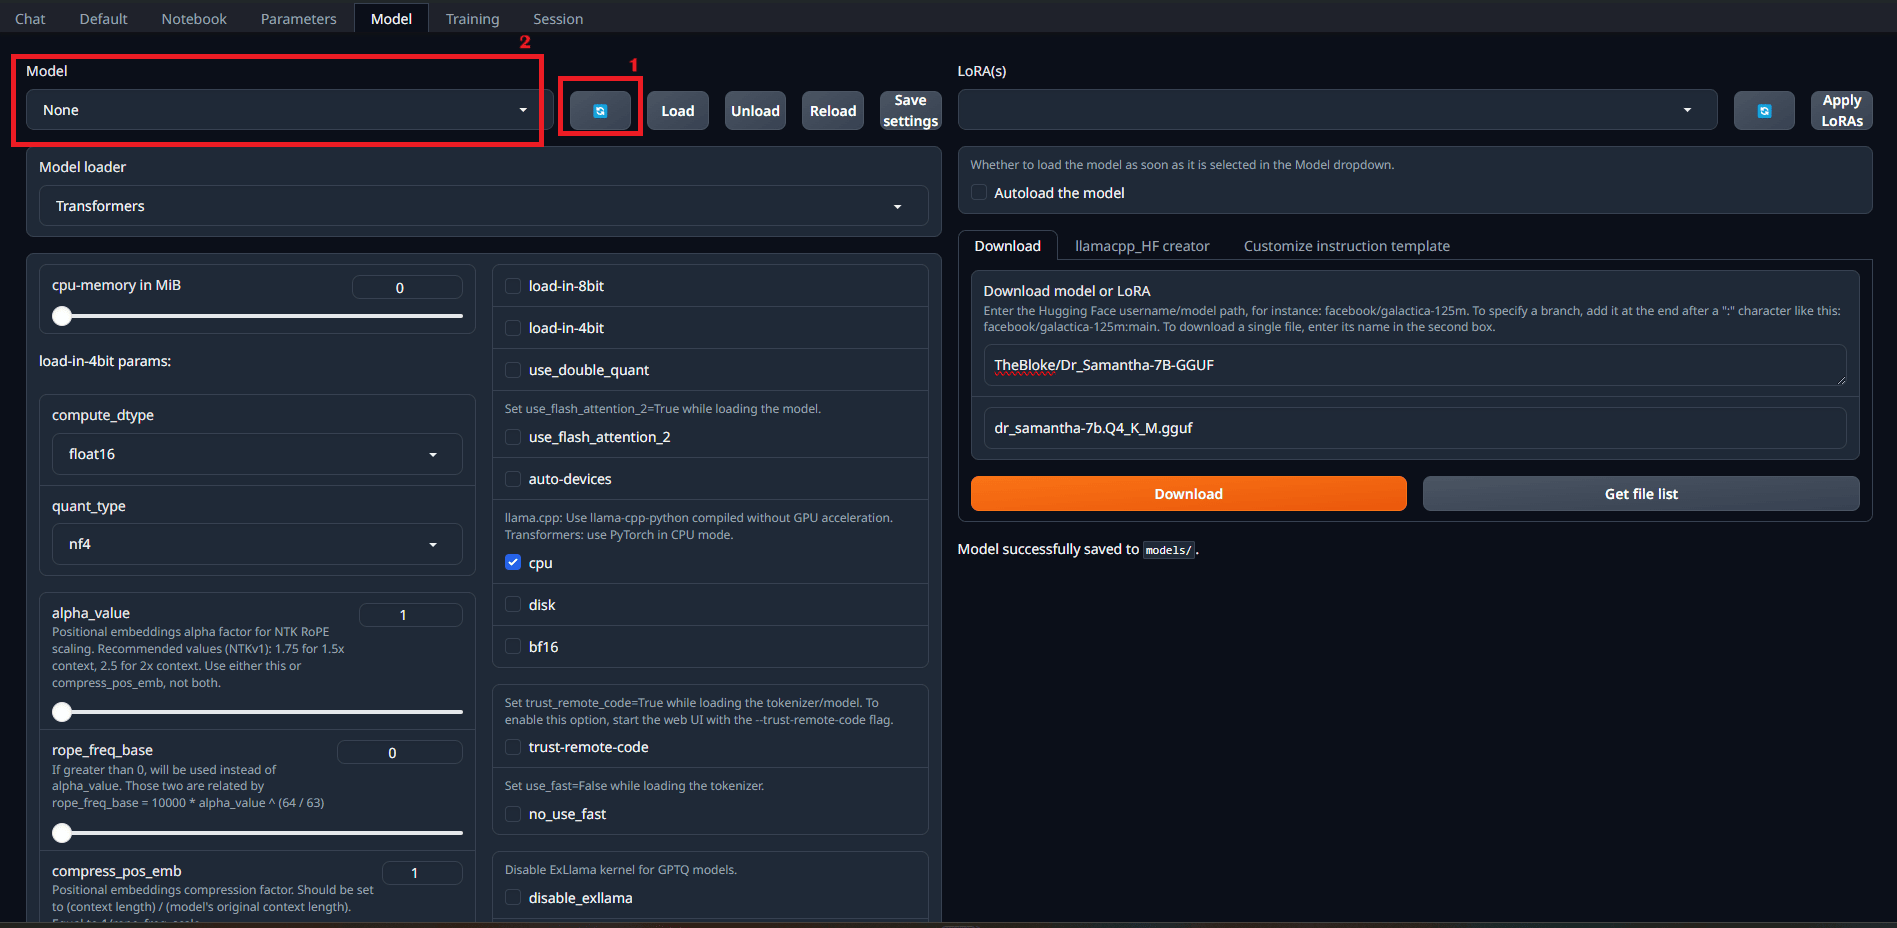 Chat
Default
Notebook
Parameters
Model
Training
Session
2
1
Model
None
Load
Unload
Reload
Save
settings
LoRA(s)
Apply
LoRAs
Model loader
Transformers
Whether to load the model as soon as it is selected in the Model dropdown.
Autoload the model
Download
llamacpp_HF creator
Customize instruction template
Download model or LoRA
Enter the Hugging Face username/model path, for instance: facebook/galactica-125m. To specify a branch, add it at the end after a ":" character like this:
facebook/galactica-125m:main. To download a single file, enter its name in the second box.
TheBloke/Dr_Samantha-7B-GGUF
dr_samantha-7b.Q4_K_M.gguf
Download
Get file list
Model successfully saved to models/.
cpu-memory in MiB
0
load-in-4bit params:
compute_dtype
float16
quant_type
nf4
alpha_value
1
Positional embeddings alpha factor for NTK RoPE
scaling. Recommended values (NTKv1): 1.75 for 1.5x
context, 2.5 for 2x context. Use either this or
compress_pos_emb, not both.
rope_freq_base
0
If greater than 0, will be used instead of
alpha_value. Those two are related by
rope_freq_base = 10000 * alpha_value ^ (64 / 63)
compress_pos_emb
1
Positional embeddings compression factor. Should be set
to (context length) / (model's original context length).
load-in-8bit
load-in-4bit
use_double_quant
Set use_flash_attention_2=True while loading the model.
use_flash_attention_2
auto-devices
llama.cpp: Use llama-cpp-python compiled without GPU acceleration.
Transformers: use PyTorch in CPU mode.
cpu
disk
bf16
Set trust_remote_code=True while loading the tokenizer/model. To
enable this option, start the web UI with the --trust-remote-code flag.
trust-remote-code
Set use_fast=False while loading the tokenizer.
no_use_fast
Disable ExLlama kernel for GPTQ models.
disable_exllama